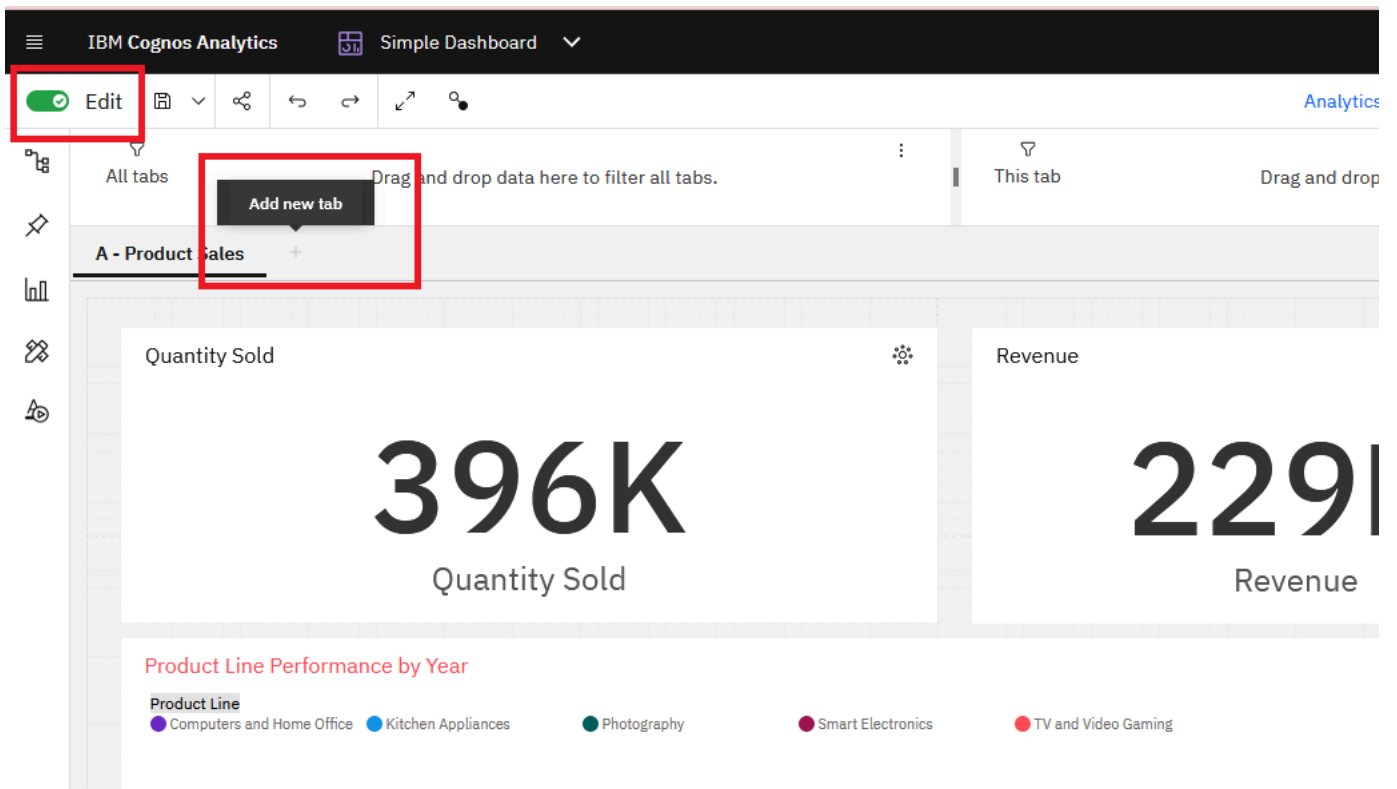 IBM Cognos Analytics Simple Dashboard
Edit
Analytics
All tabs
Drag and drop data here to filter all tabs.
This tab
Drag and drop
Add new tab
A - Product Sales
Quantity Sold
396K
Quantity Sold
Revenue
229
Revenue
Product Line Performance by Year
Product Line
Computers and Home Office Kitchen Appliances Photography Smart Electronics TV and Video Gaming